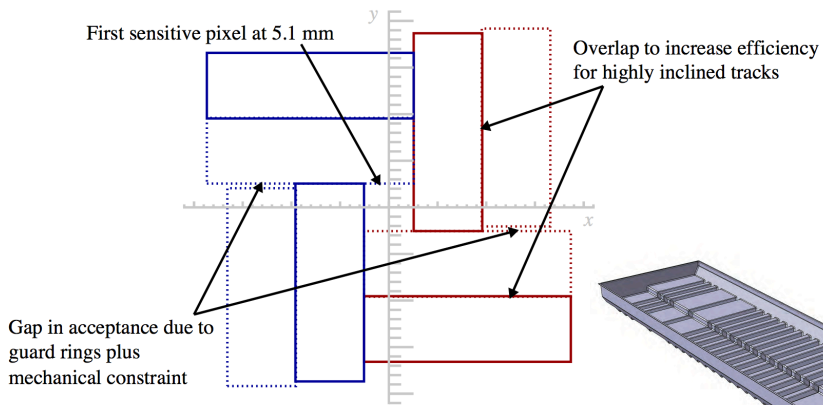 y
First sensitive pixel at 5.1 mm
Overlap to increase efficiency
for highly inclined tracks
x
Gap in acceptance due to
guard rings plus
mechanical constraint